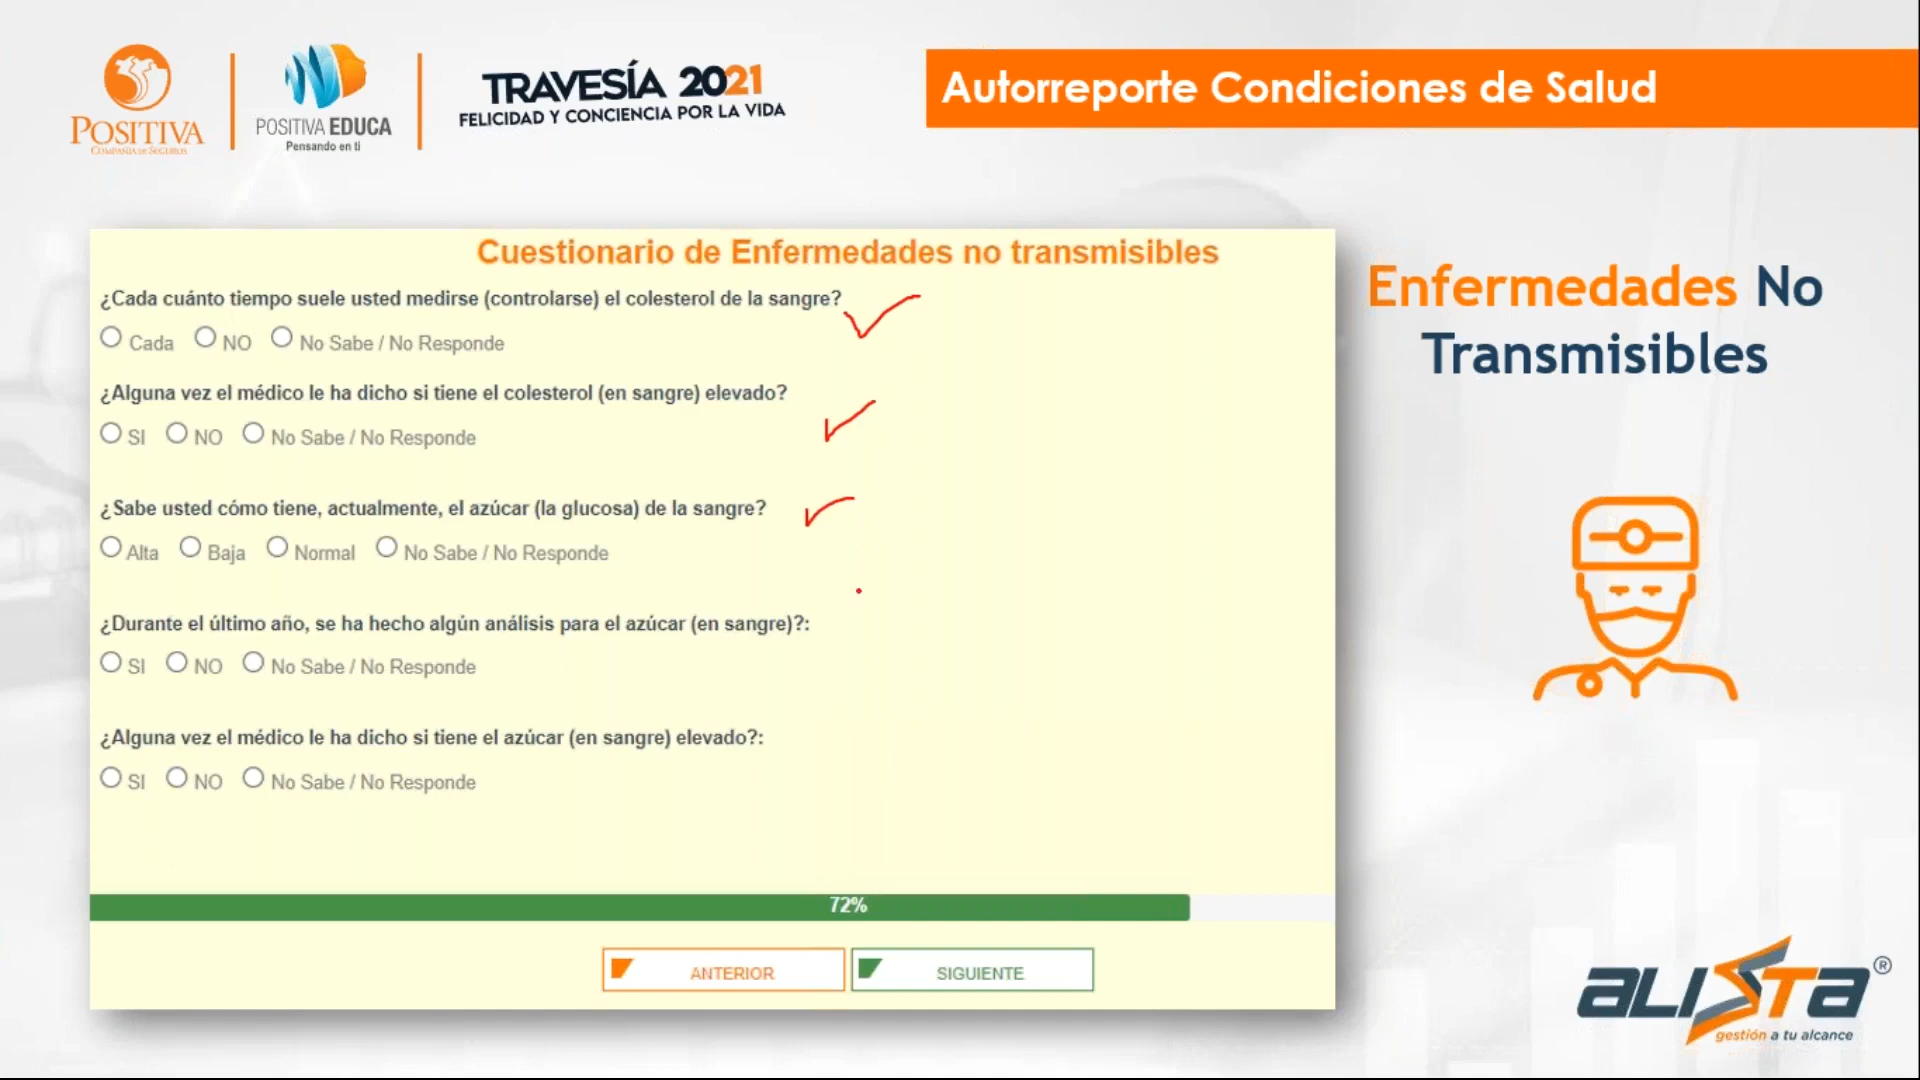 POSITIVA
COMPAÑIA DE SEGUROS
POSITIVA EDUCA
Pensando en ti
TRAVESÍA 2021
FELICIDAD Y CONCIENCIA POR LA VIDA
Autorreporte Condiciones de Salud
Cuestionario de Enfermedades no transmisibles
¿Cada cuánto tiempo suele usted medirse (controlarse) el colesterol de la sangre?
Cada NO No Sabe / No Responde
¿Alguna vez el médico le ha dicho si tiene el colesterol (en sangre) elevado?
SI NO No Sabe / No Responde
¿Sabe usted cómo tiene, actualmente, el azúcar (la glucosa) de la sangre?
Alta Baja Normal No Sabe / No Responde
¿Durante el último año, se ha hecho algún análisis para el azúcar (en sangre)?:
SI NO No Sabe / No Responde
¿Alguna vez el médico le ha dicho si tiene el azúcar (en sangre) elevado?:
SI NO No Sabe / No Responde
72%
ANTERIOR SIGUIENTE
Enfermedades No
Transmisibles
ALISTA®
gestión a tu alcance